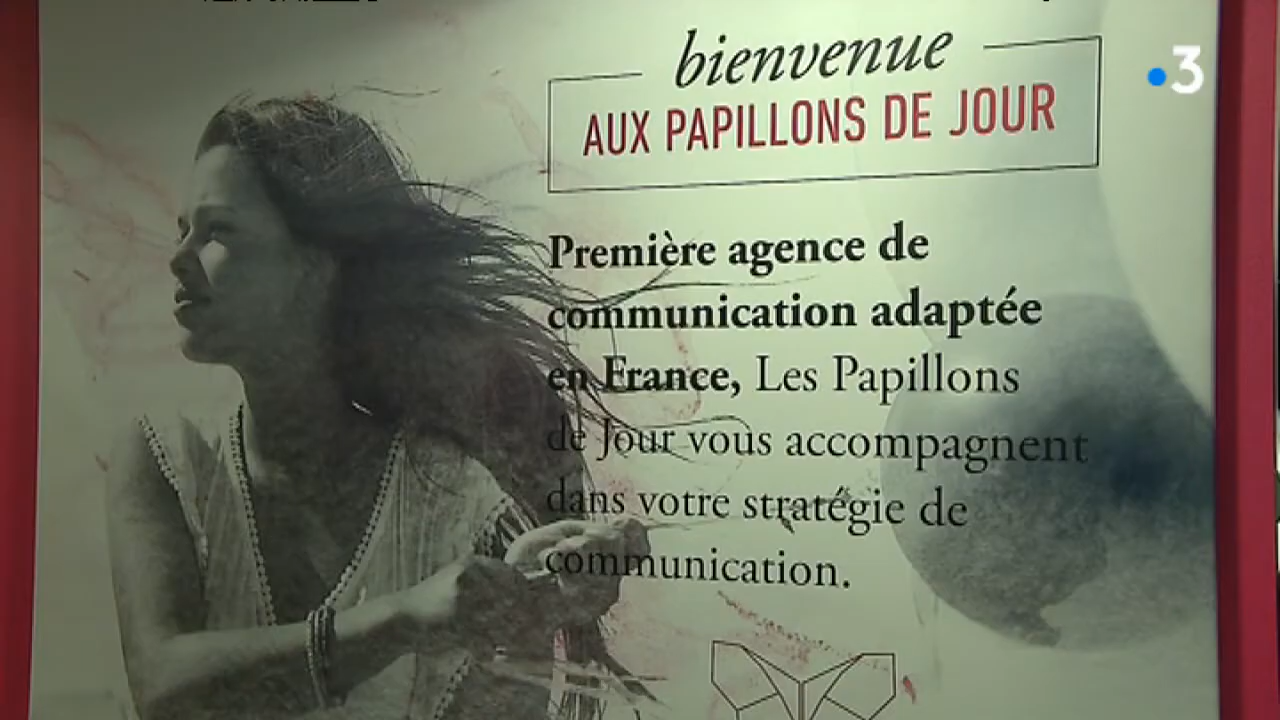 bienvenue
AUX PAPILLONS DE JOUR
3
Première agence de
communication adaptée
en France, Les Papillons
de Jour vous accompagnent
dans votre stratégie de
communication.